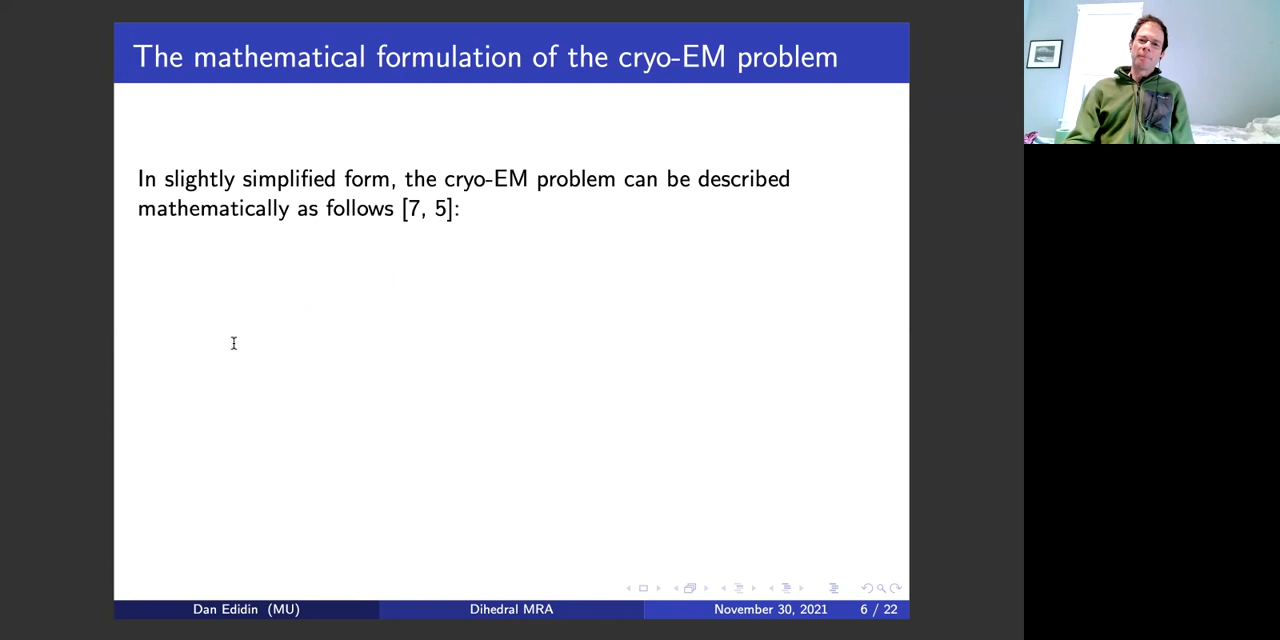 The mathematical formulation of the cryo-EM problem
In slightly simplified form, the cryo-EM problem can be described
mathematically as follows [7, 5]:
Dan Edidin (MU)
Dihedral MRA
November 30, 2021
6 / 22